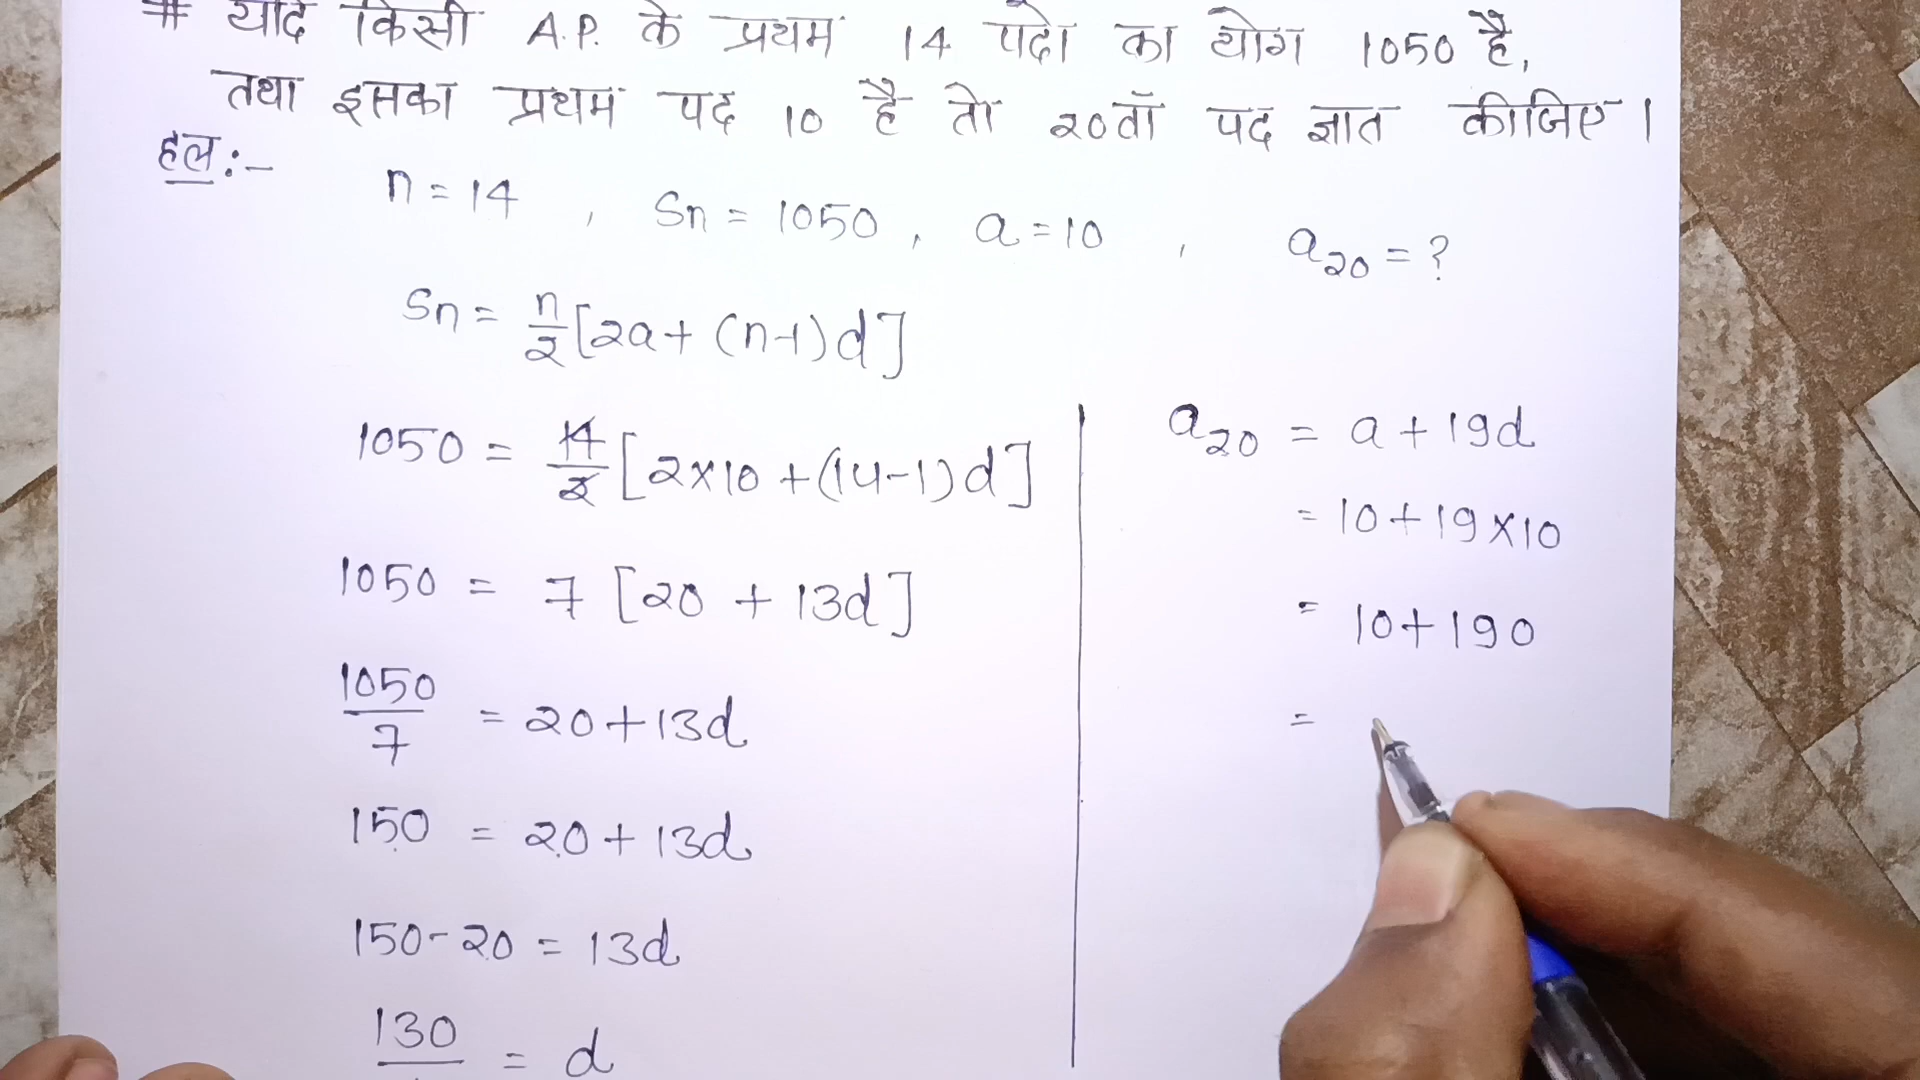 # यदि किसी A.P. के प्रथम 14 पदो का योग 1050 है,
तथा इसका प्रथम पद 10 है तो 20वाँ पद ज्ञात कीजिए ।
हल :-
n = 14 , Sn = 1050 , a = 10 , a₂₀ = ?
Sn = n/2 [2a + (n-1)d]
1050 = 14/2 [2×10 + (14-1)d]
1050 = 7 [20 + 13d]
1050/7 = 20 + 13d
150 = 20 + 13d
150 - 20 = 13d
130/ = d
a₂₀ = a + 19d
= 10 + 19 × 10
= 10 + 190
=